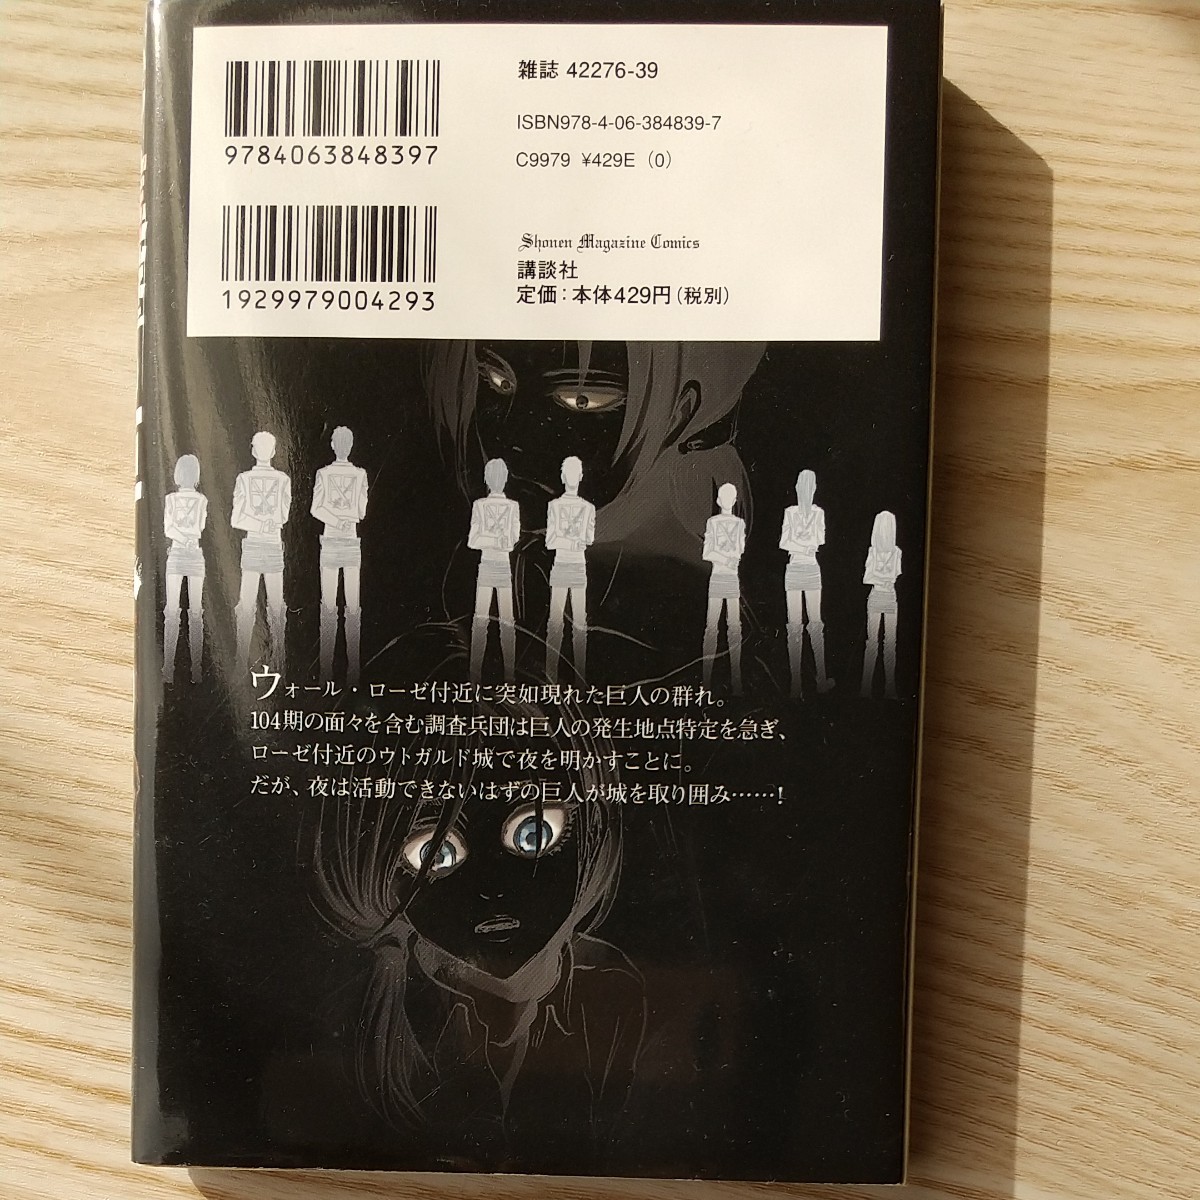 雑誌 42276-39
9784063848397
ISBN978-4-06-384839-7
C9979 ¥429E (0)
1929979004293
Shonen Magazine Comics
講談社
定価：本体429円（税別）
ウォール・ローゼ付近に突如現れた巨人の群れ。
104期の面々を含む調査兵団は巨人の発生地点特定を急ぎ、
ローゼ付近のウトガルド城で夜を明かすことに。
だが、夜は活動できないはずの巨人が城を取り囲み……！